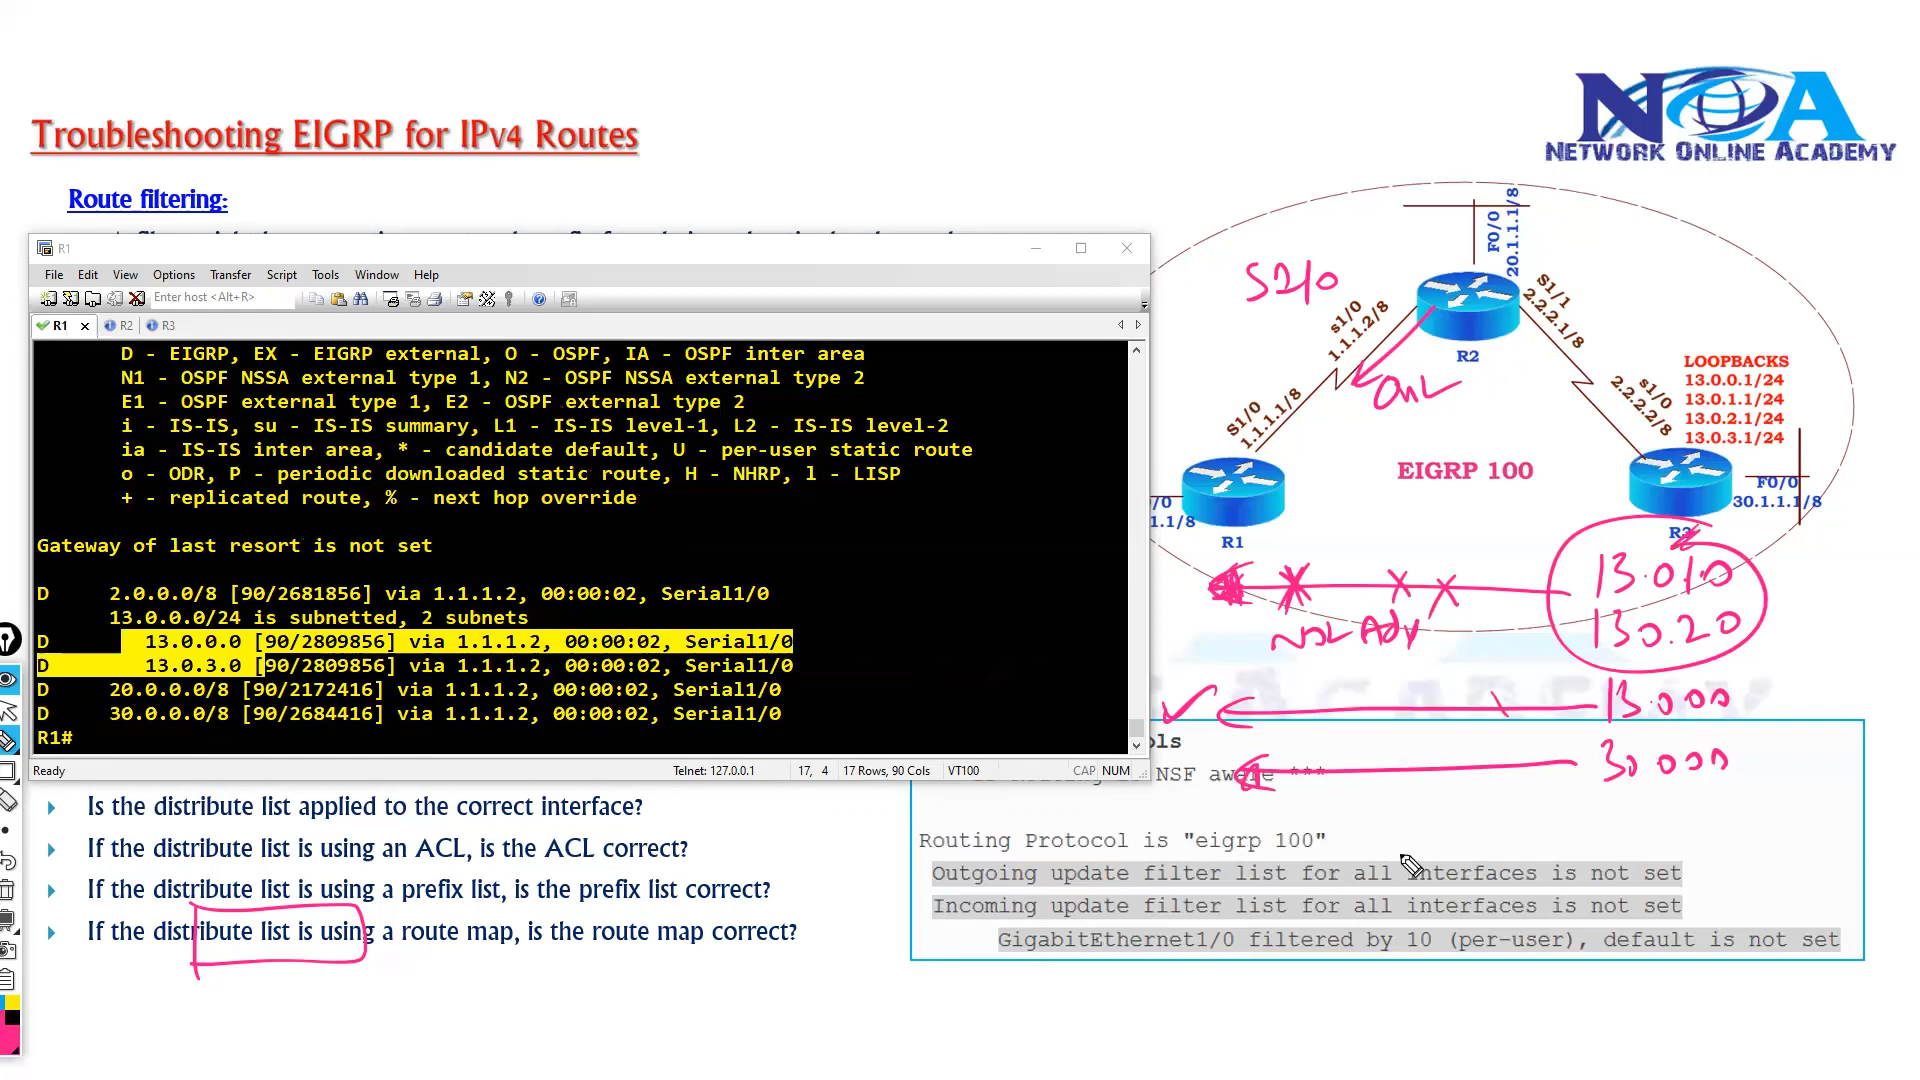 Troubleshooting EIGRP for IPv4 Routes
NOA
NETWORK ONLINE ACADEMY
Route filtering:
R1
File Edit View Options Transfer Script Tools Window Help
Enter host <Alt+R>
R1 R2 R3
D - EIGRP, EX - EIGRP external, O - OSPF, IA - OSPF inter area
N1 - OSPF NSSA external type 1, N2 - OSPF NSSA external type 2
E1 - OSPF external type 1, E2 - OSPF external type 2
i - IS-IS, su - IS-IS summary, L1 - IS-IS level-1, L2 - IS-IS level-2
ia - IS-IS inter area, * - candidate default, U - per-user static route
o - ODR, P - periodic downloaded static route, H - NHRP, l - LISP
+ - replicated route, % - next hop override
Gateway of last resort is not set
D 2.0.0.0/8 [90/2681856] via 1.1.1.2, 00:00:02, Serial1/0
13.0.0.0/24 is subnetted, 2 subnets
D 13.0.0.0 [90/2809856] via 1.1.1.2, 00:00:02, Serial1/0
D 13.0.3.0 [90/2809856] via 1.1.1.2, 00:00:02, Serial1/0
D 20.0.0.0/8 [90/2172416] via 1.1.1.2, 00:00:02, Serial1/0
D 30.0.0.0/8 [90/2684416] via 1.1.1.2, 00:00:02, Serial1/0
R1#
Ready Telnet: 127.0.0.1 17, 4 17 Rows, 90 Cols VT100 CAP NUM
F0/0
20.1.1.1/8
s1/0
1.1.1.2/8
S1/1
2.2.2.1/8
R2
S1/0
1.1.1.1/8
s1/0
2.2.2.2/8
LOOPBACKS
13.0.0.1/24
13.0.1.1/24
13.0.2.1/24
13.0.3.1/24
EIGRP 100
F0/0
30.1.1.1/8
/0
1.1/8
R1
13.0.1.0
13.0.2.0
13.0.0.0
30.0.0.0
ols
NSF aware ***
Routing Protocol is "eigrp 100"
Outgoing update filter list for all interfaces is not set
Incoming update filter list for all interfaces is not set
GigabitEthernet1/0 filtered by 10 (per-user), default is not set
Is the distribute list applied to the correct interface?
If the distribute list is using an ACL, is the ACL correct?
If the distribute list is using a prefix list, is the prefix list correct?
If the distribute list is using a route map, is the route map correct?